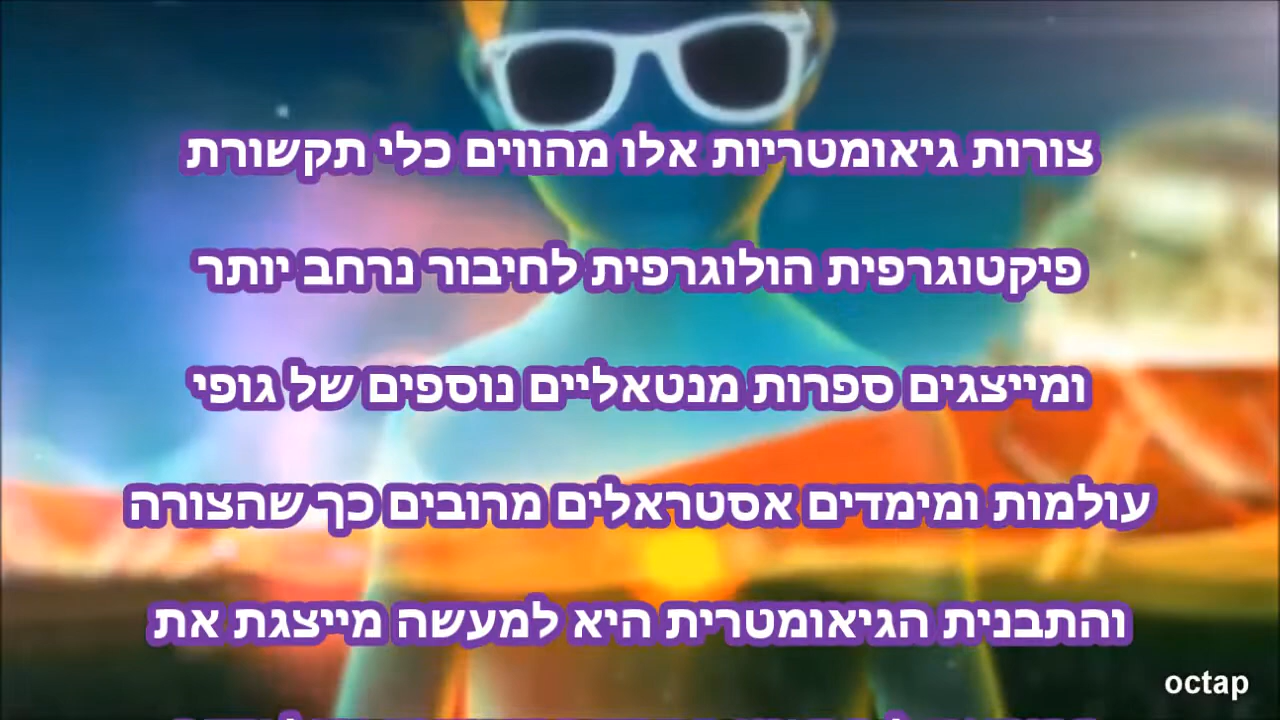 צורות גיאומטריות אלו מהווים כלי תקשורת
פיקטוגרפית הולוגרפית לחיבור נרחב יותר
ומייצגים ספרות מנטאליים נוספים של גופי
עולמות ומימדים אסטראלים מרובים כך שהצורה
והתבנית הגיאומטרית היא למעשה מייצגת את
octap